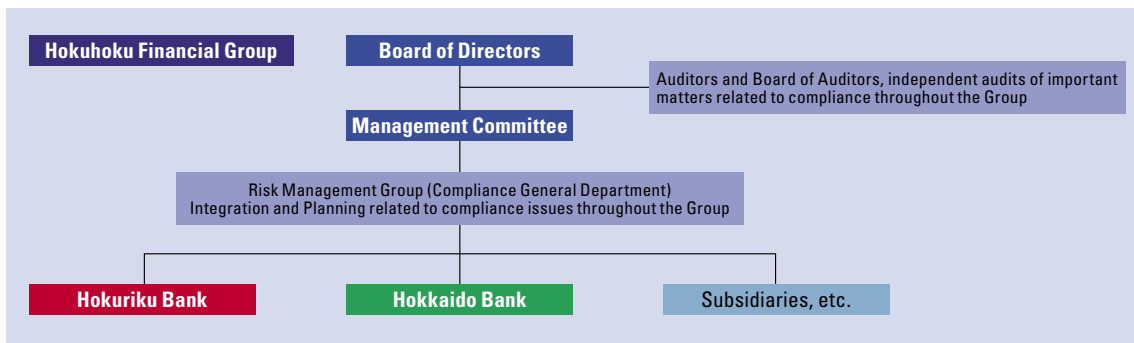 Hokuhoku Financial Group
Board of Directors
Auditors and Board of Auditors, independent audits of important
matters related to compliance throughout the Group
Management Committee
Risk Management Group (Compliance General Department)
Integration and Planning related to compliance issues throughout the Group
Hokuriku Bank
Hokkaido Bank
Subsidiaries, etc.